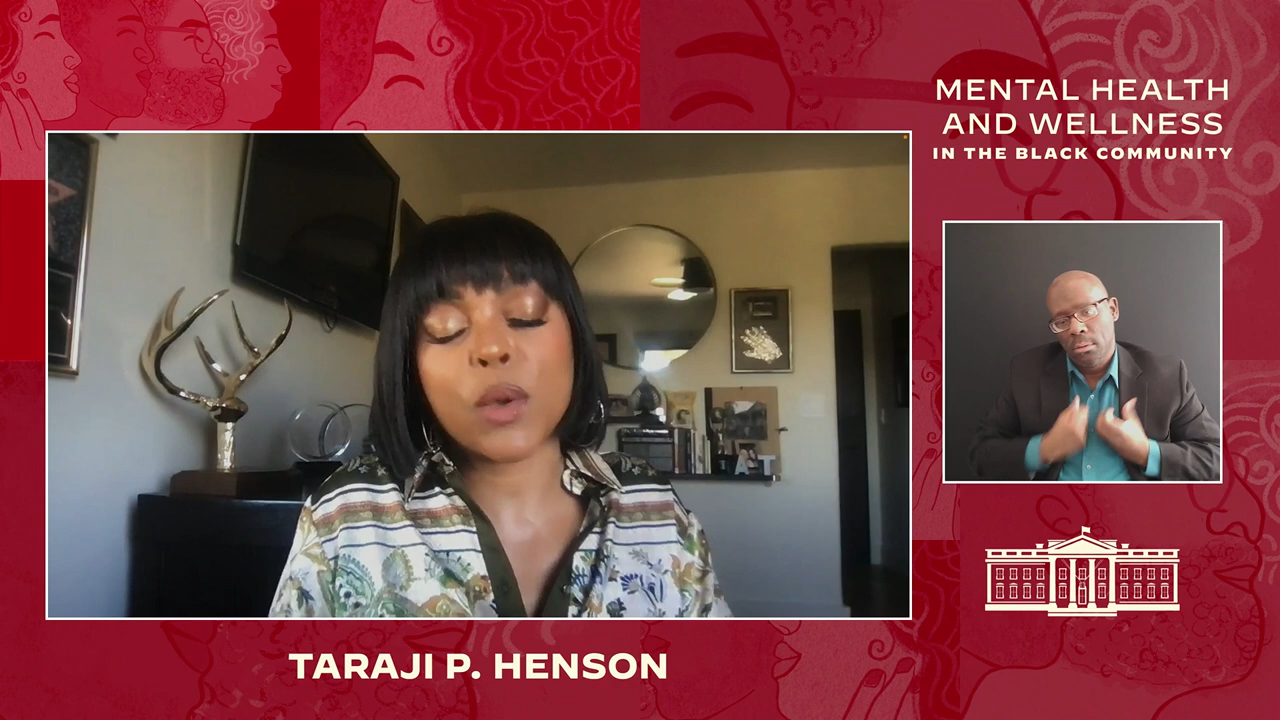 MENTAL HEALTH
AND WELLNESS
IN THE BLACK COMMUNITY
TARAJI P. HENSON